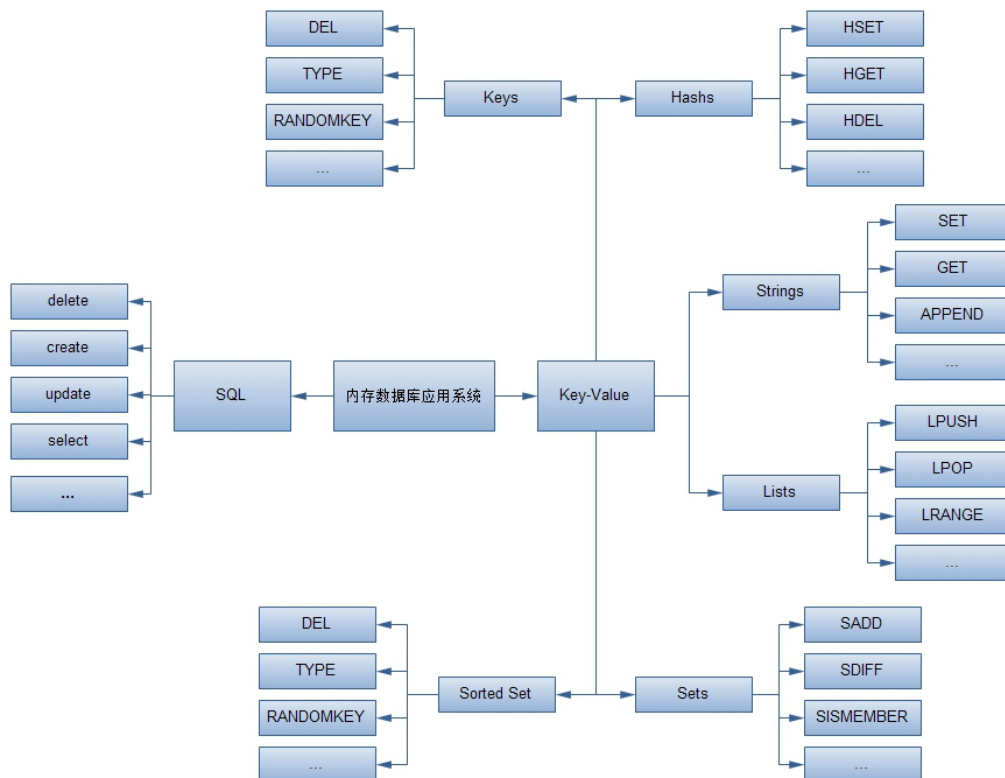 DEL
TYPE
RANDOMKEY
...
Keys
Hashs
HSET
HGET
HDEL
...
delete
create
update
select
...
SQL
内存数据库应用系统
Key-Value
Strings
SET
GET
APPEND
...
Lists
LPUSH
LPOP
LRANGE
...
DEL
TYPE
RANDOMKEY
...
Sorted Set
Sets
SADD
SDIFF
SISMEMBER
...